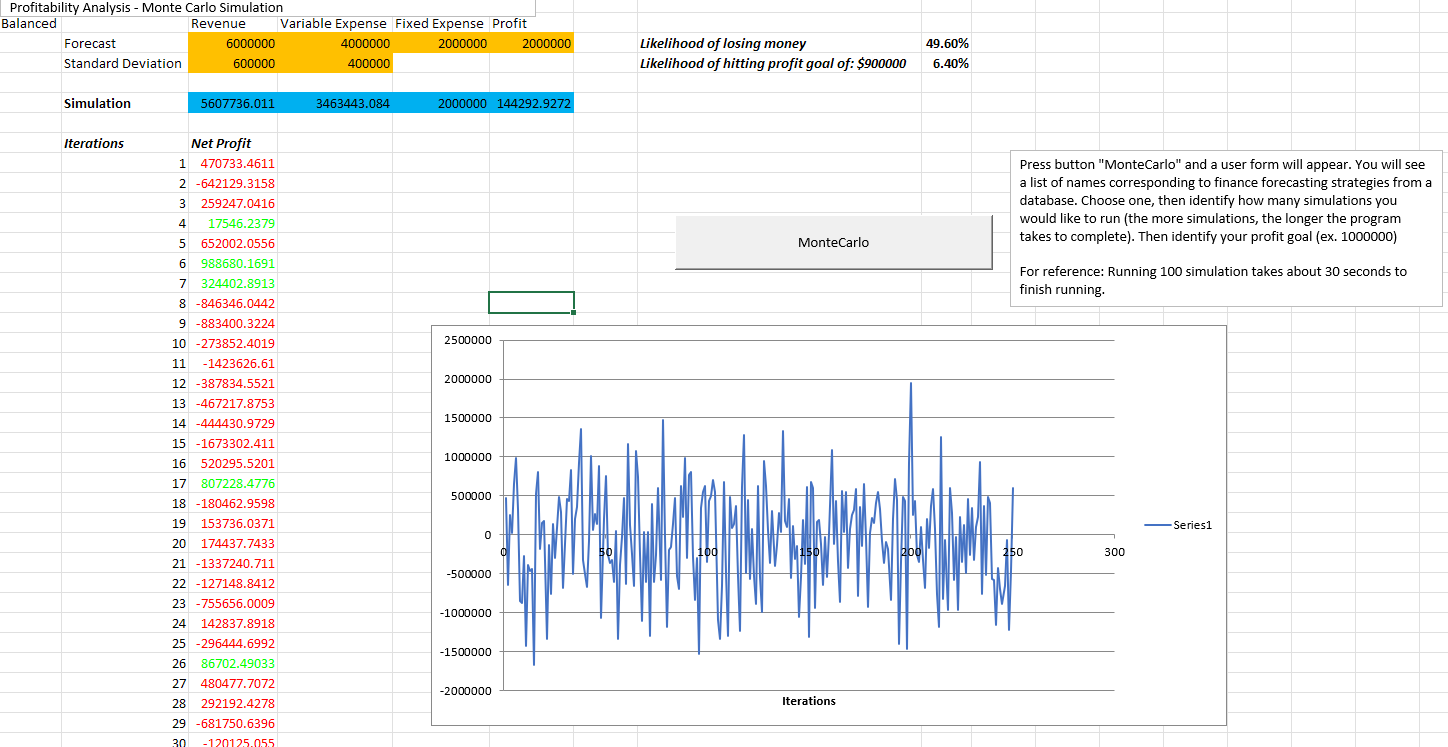 Profitability Analysis - Monte Carlo Simulation
Balanced Revenue Variable Expense Fixed Expense Profit
Forecast 6000000 4000000 2000000 2000000 Likelihood of losing money 49.60%
Standard Deviation 600000 400000 Likelihood of hitting profit goal of: $900000 6.40%
Simulation 5607736.011 3463443.084 2000000 144292.9272
Iterations Net Profit
1 470733.4611
2 -642129.3158
3 259247.0416
4 17546.2379
5 652002.0556
6 988680.1691
7 324402.8913
8 -846346.0442
9 -883400.3224
10 -273852.4019
11 -1423626.61
12 -387834.5521
13 -467217.8753
14 -444430.9729
15 -1673302.411
16 520295.5201
17 807228.4776
18 -180462.9598
19 153736.0371
20 174437.7433
21 -1337240.711
22 -127148.8412
23 -755656.0009
24 142837.8918
25 -296444.6992
26 86702.49033
27 480477.7072
28 292192.4278
29 -681750.6396
30 -120125.055
MonteCarlo
Press button "MonteCarlo" and a user form will appear. You will see
a list of names corresponding to finance forecasting strategies from a
database. Choose one, then identify how many simulations you
would like to run (the more simulations, the longer the program
takes to complete). Then identify your profit goal (ex. 1000000)
For reference: Running 100 simulation takes about 30 seconds to
finish running.
2500000
2000000
1500000
1000000
500000
0
-500000
-1000000
-1500000
-2000000
0 50 100 150 200 250 300
Iterations
Series1